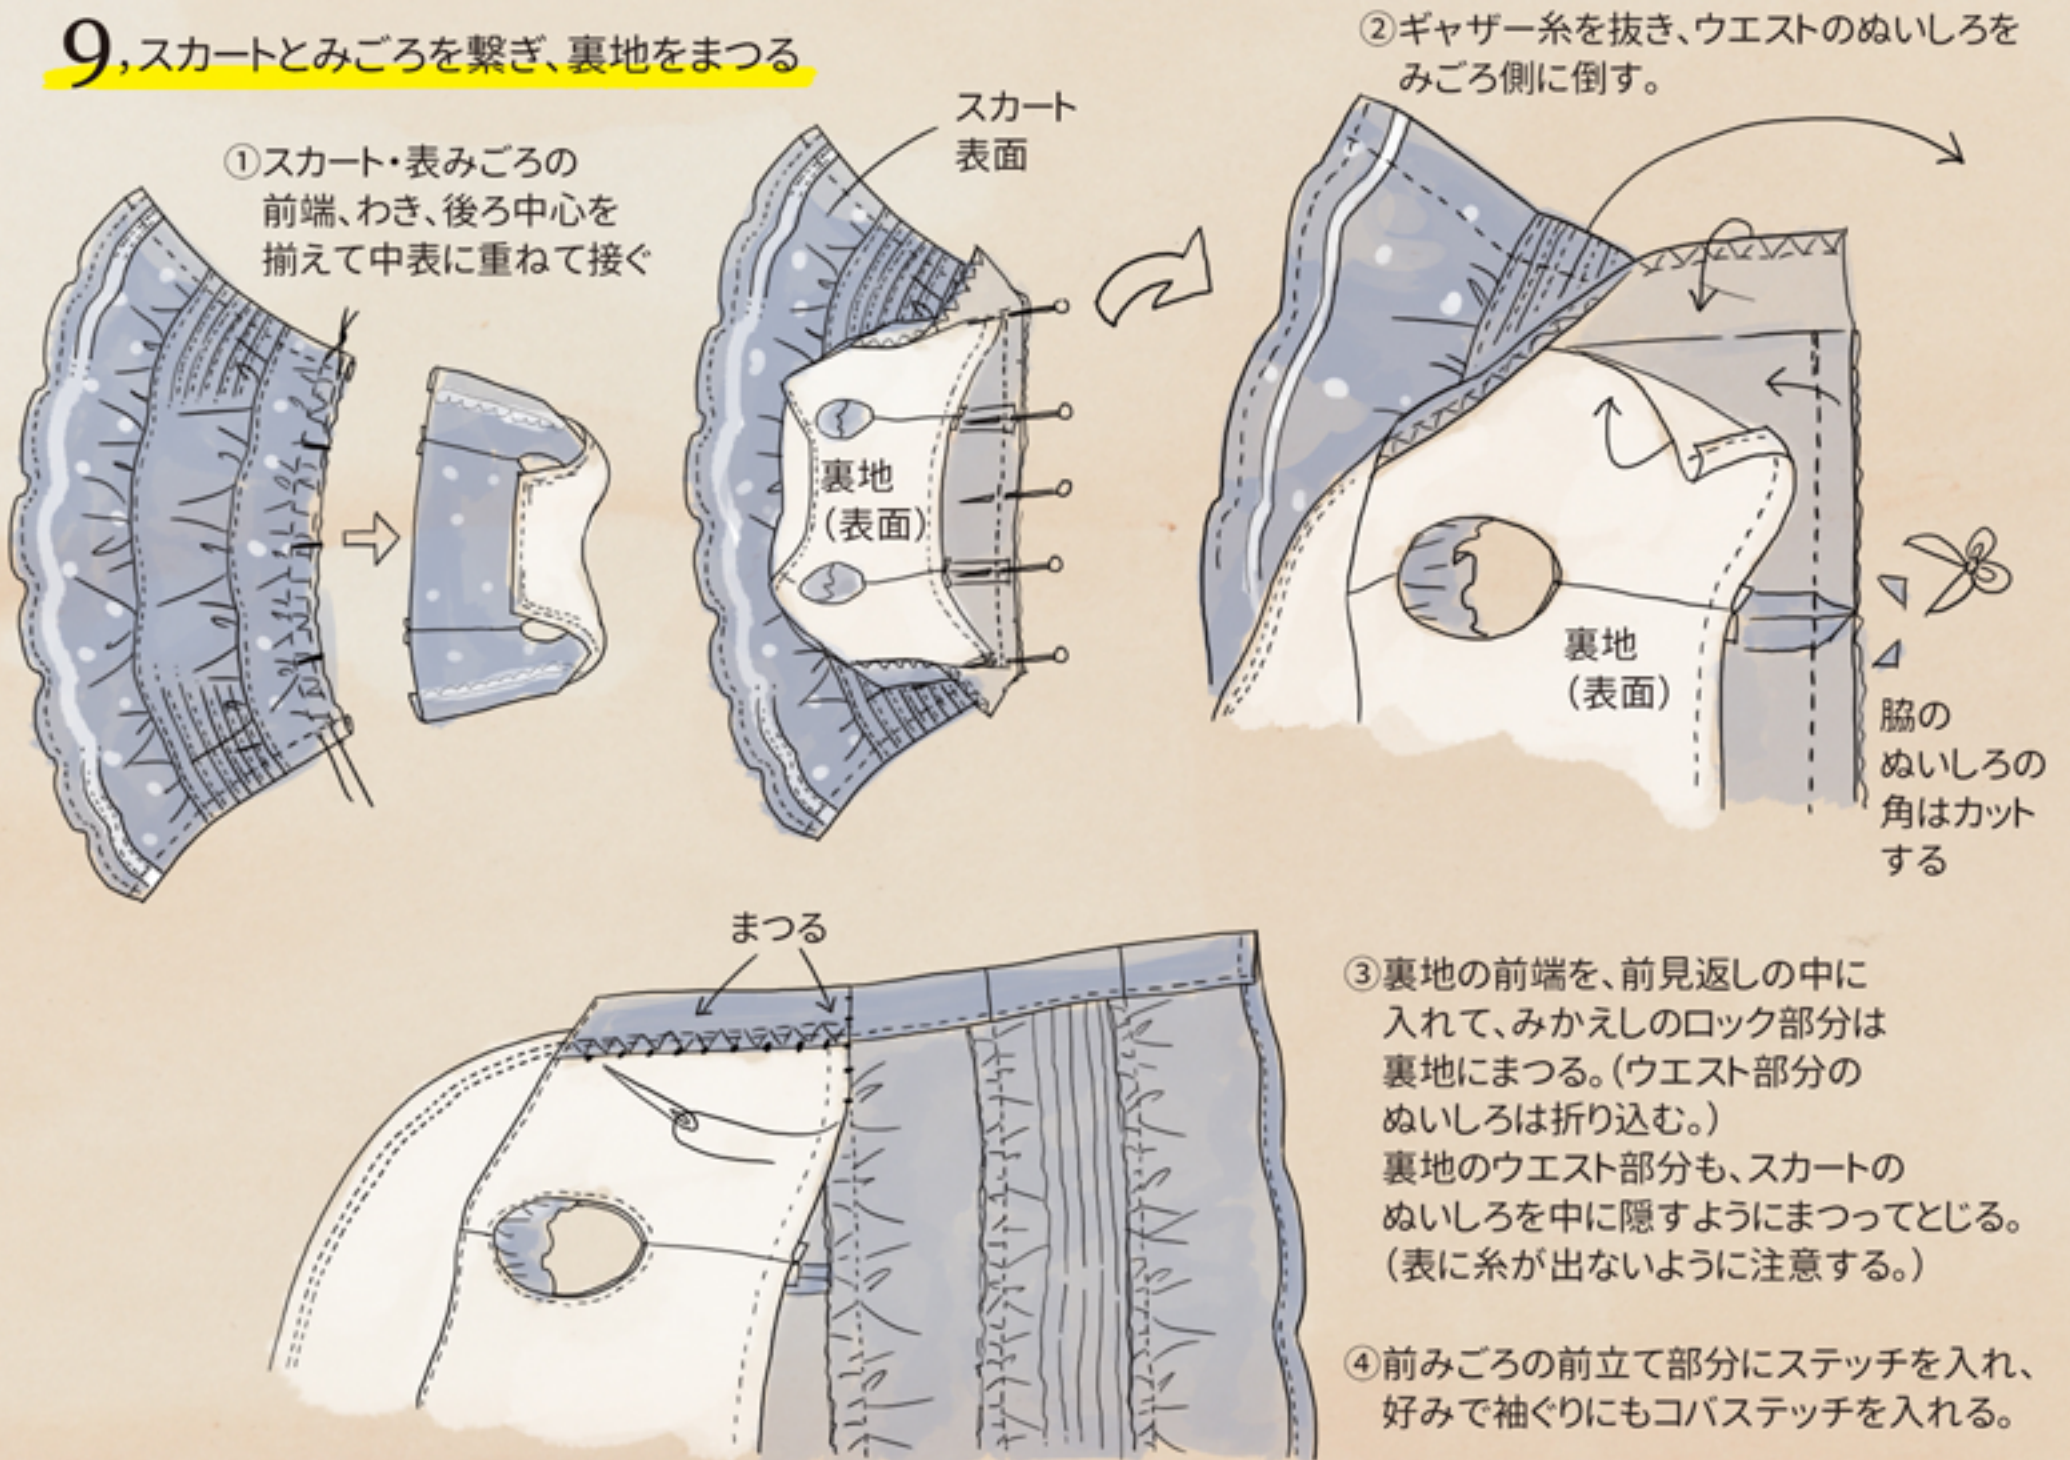 9,スカートとみごろを繋ぎ、裏地をまつる
①スカート・表みごろの
前端、わき、後ろ中心を
揃えて中表に重ねて接ぐ
スカート
表面
裏地
(表面)
②ギャザー糸を抜き、ウエストのぬいしろを
みごろ側に倒す。
裏地
(表面)
脇の
ぬいしろの
角はカット
する
まつる
③裏地の前端を、前見返しの中に
入れて、みかえしのロック部分は
裏地にまつる。(ウエスト部分の
ぬいしろは折り込む。)
裏地のウエスト部分も、スカートの
ぬいしろを中に隠すようにまつってとじる。
(表に糸が出ないように注意する。)
④前みごろの前立て部分にステッチを入れ、
好みで袖ぐりにもコバステッチを入れる。